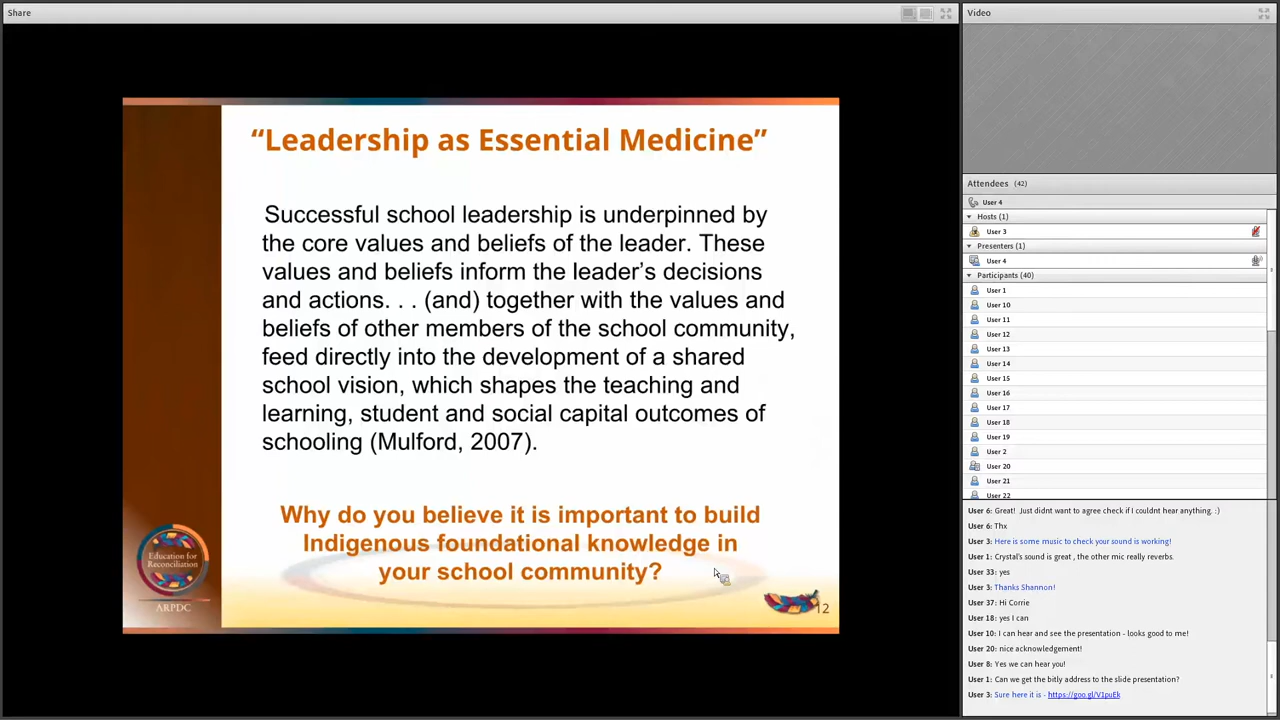 Share
“Leadership as Essential Medicine”
Successful school leadership is underpinned by
the core values and beliefs of the leader. These
values and beliefs inform the leader’s decisions
and actions. . . (and) together with the values and
beliefs of other members of the school community,
feed directly into the development of a shared
school vision, which shapes the teaching and
learning, student and social capital outcomes of
schooling (Mulford, 2007).
Why do you believe it is important to build
Indigenous foundational knowledge in
your school community?
Education for
Reconciliation
ARPDC
12
Video
Attendees (42)
User 4
Hosts (1)
User 3
Presenters (1)
User 4
Participants (40)
User 1
User 10
User 11
User 12
User 13
User 14
User 15
User 16
User 17
User 18
User 19
User 2
User 20
User 21
User 22
User 6: Great! Just didnt want to agree check if I couldnt hear anything. :)
User 6: Thx
User 3: Here is some music to check your sound is working!
User 1: Crystal's sound is great , the other mic really reverbs.
User 33: yes
User 3: Thanks Shannon!
User 37: Hi Corrie
User 18: yes I can
User 10: I can hear and see the presentation - looks good to me!
User 20: nice acknowledgement!
User 8: Yes we can hear you!
User 1: Can we get the bitly address to the slide presentation?
User 3: Sure here it is - https://goo.gl/V1puEk